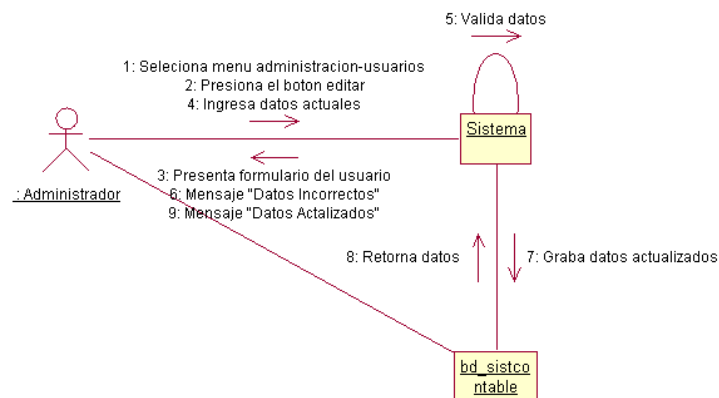 5: Valida datos
1: Seleciona menu administracion-usuarios
2: Presiona el boton editar
4: Ingresa datos actuales
Sistema
3: Presenta formulario del usuario
6: Mensaje "Datos Incorrectos"
9: Mensaje "Datos Actalizados"
: Administrador
8: Retorna datos
7: Graba datos actualizados
bd_sistco
ntable